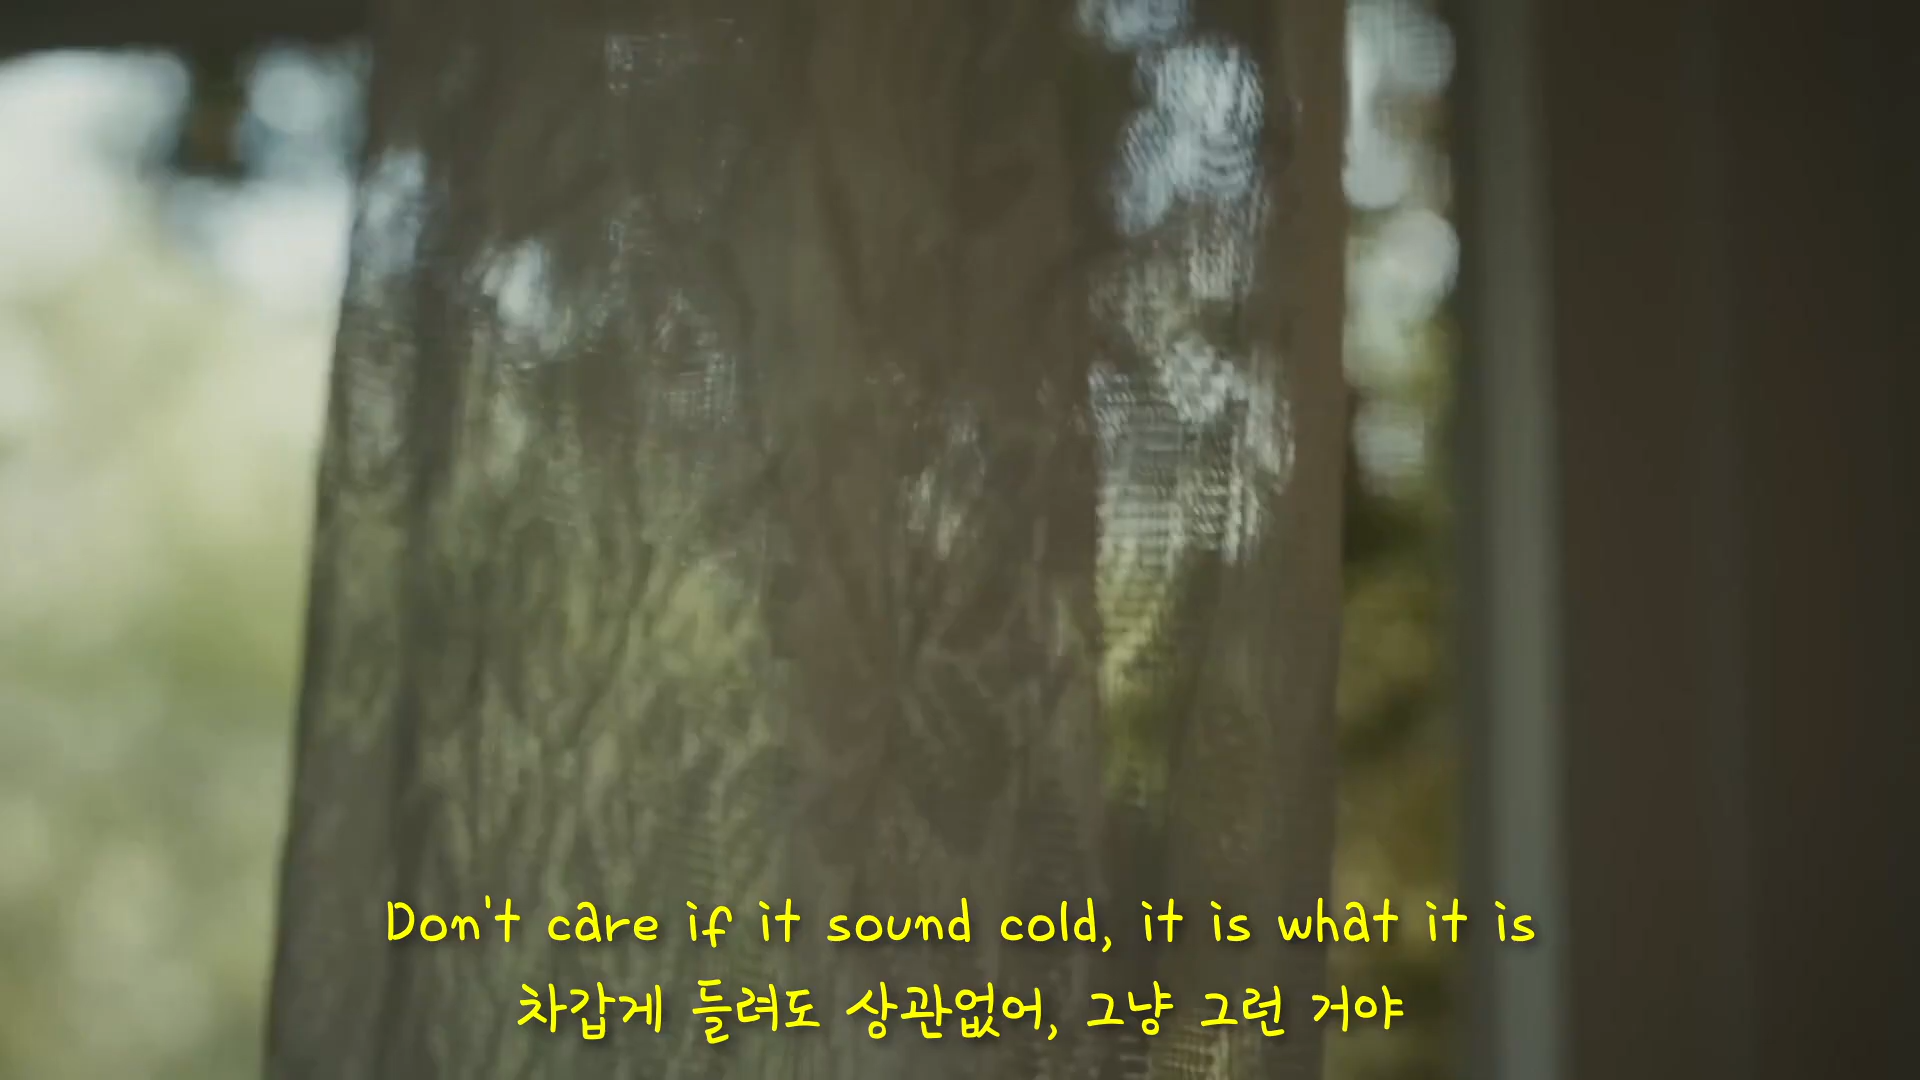 Don't care if it sound cold, it is what it is
차갑게 들려도 상관없어, 그냥 그런 거야